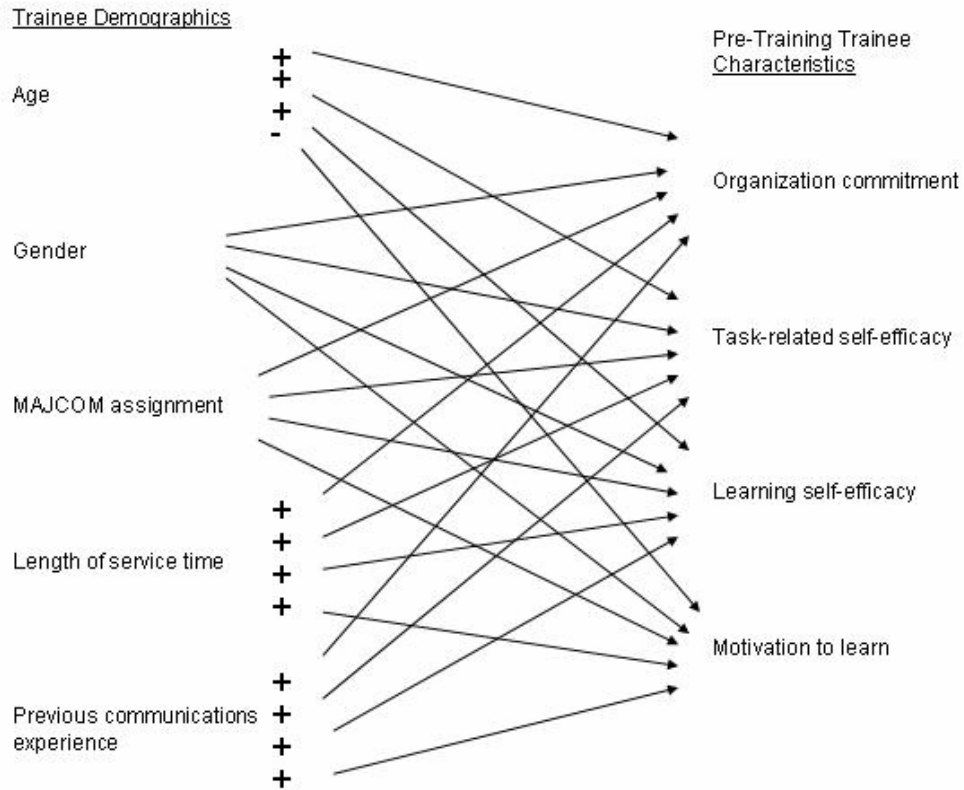 Trainee Demographics
Pre-Training Trainee
Characteristics
+
+
Age
+
-
Organization commitment
Gender
Task-related self-efficacy
MAJCOM assignment
Learning self-efficacy
+
+
Length of service time
+
+
Motivation to learn
+
Previous communications
+
experience
+
+